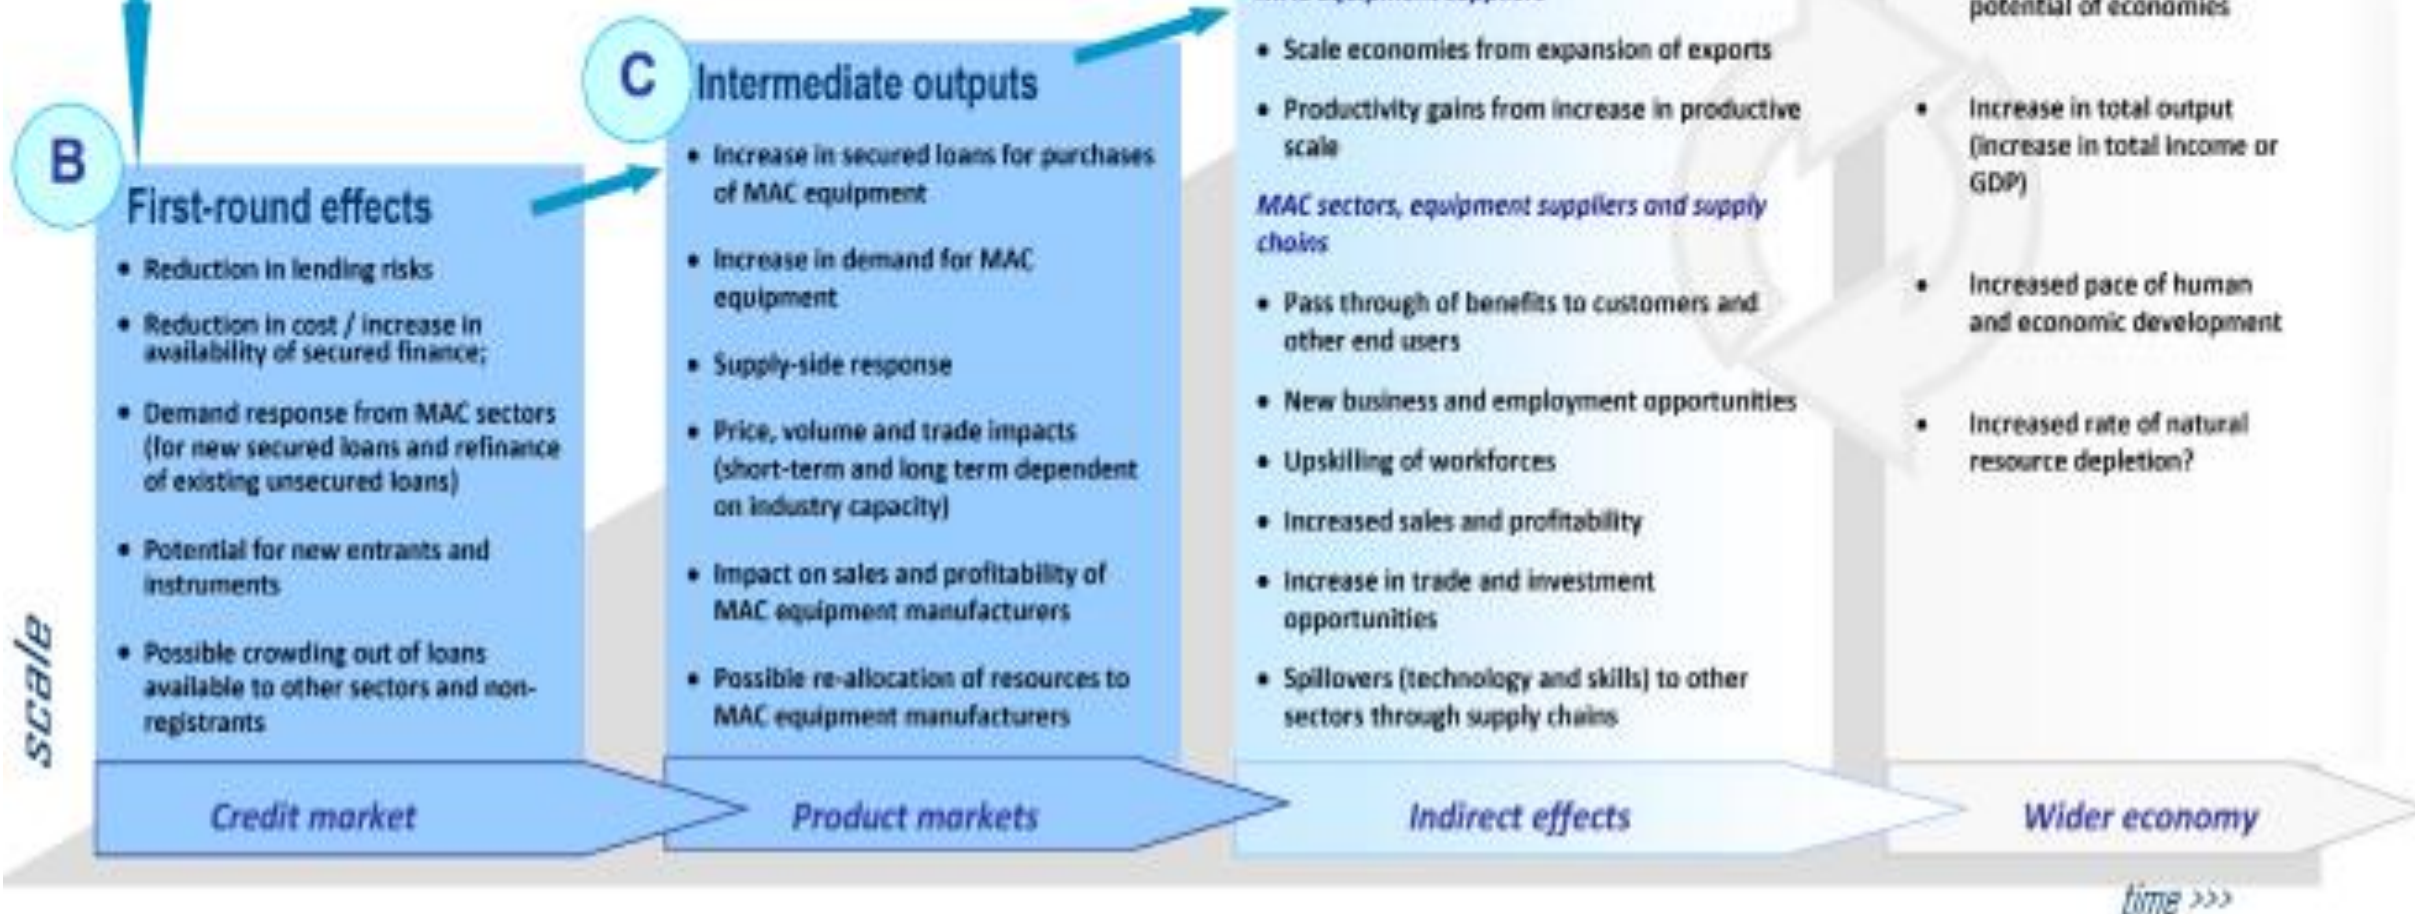 B
First-round effects
• Reduction in lending risks
• Reduction in cost / increase in
availability of secured finance;
• Demand response from MAC sectors
(for new secured loans and refinance
of existing unsecured loans)
• Potential for new entrants and
instruments
• Possible crowding out of loans
available to other sectors and non-
registrants
Credit market
C
Intermediate outputs
• Increase in secured loans for purchases
of MAC equipment
• Increase in demand for MAC
equipment
• Supply-side response
• Price, volume and trade impacts
(short-term and long term dependent
on industry capacity)
• Impact on sales and profitability of
MAC equipment manufacturers
• Possible re-allocation of resources to
MAC equipment manufacturers
Product markets
• Scale economies from expansion of exports
• Productivity gains from increase in productive
scale
MAC sectors, equipment suppliers and supply
chains
• Pass through of benefits to customers and
other end users
• New business and employment opportunities
• Upskilling of workforces
• Increased sales and profitability
• Increase in trade and investment
opportunities
• Spillovers (technology and skills) to other
sectors through supply chains
Indirect effects
potential of economies
• Increase in total output
(increase in total income or
GDP)
• Increased pace of human
and economic development
• Increased rate of natural
resource depletion?
Wider economy
scale
time >>>